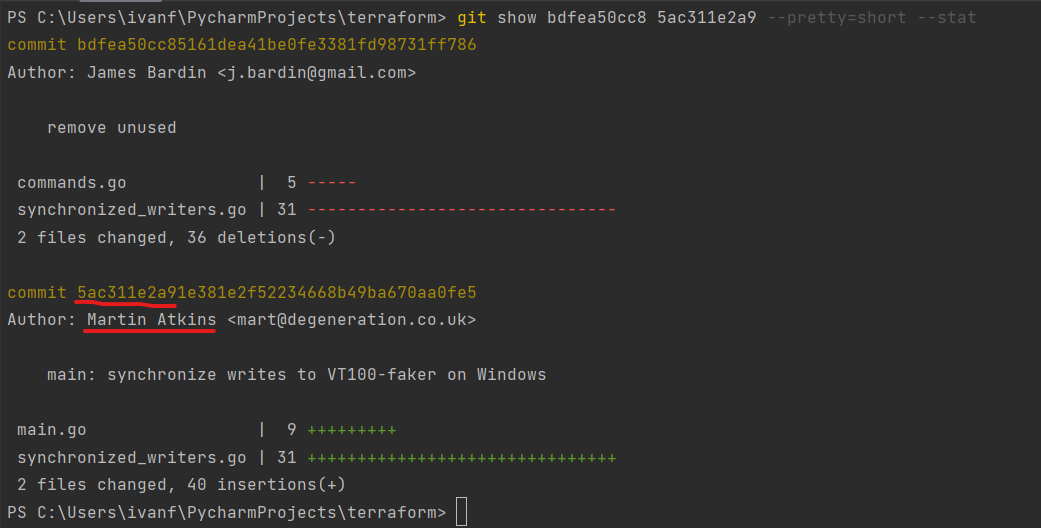 PS C:\Users\ivanf\PycharmProjects\terraform> git show bdfea50cc8 5ac311e2a9 --pretty=short --stat
commit bdfea50cc85161dea41be0fe3381fd98731ff786
Author: James Bardin <j.bardin@gmail.com>
remove unused
commands.go | 5 -----
synchronized_writers.go | 31 -------------------------------
2 files changed, 36 deletions(-)
commit 5ac311e2a91e381e2f52234668b49ba670aa0fe5
Author: Martin Atkins <mart@degeneration.co.uk>
main: synchronize writes to VT100-faker on Windows
main.go | 9 +++++++++
synchronized_writers.go | 31 +++++++++++++++++++++++++++++++
2 files changed, 40 insertions(+)
PS C:\Users\ivanf\PycharmProjects\terraform>